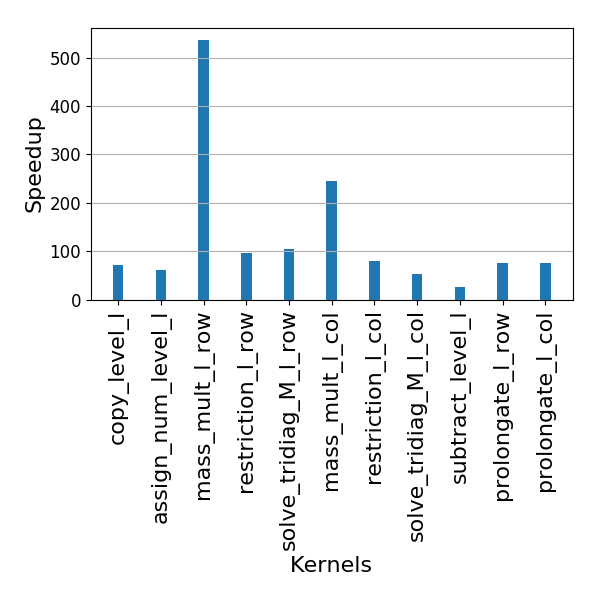 Speedup
500
400
300
200
100
0
copy_level_l
assign_num_level_l
mass_mult_l_row
restriction_l_row
solve_tridiag_M_l_row
mass_mult_l_col
restriction_l_col
solve_tridiag_M_l_col
subtract_level_l
prolongate_l_row
prolongate_l_col
Kernels